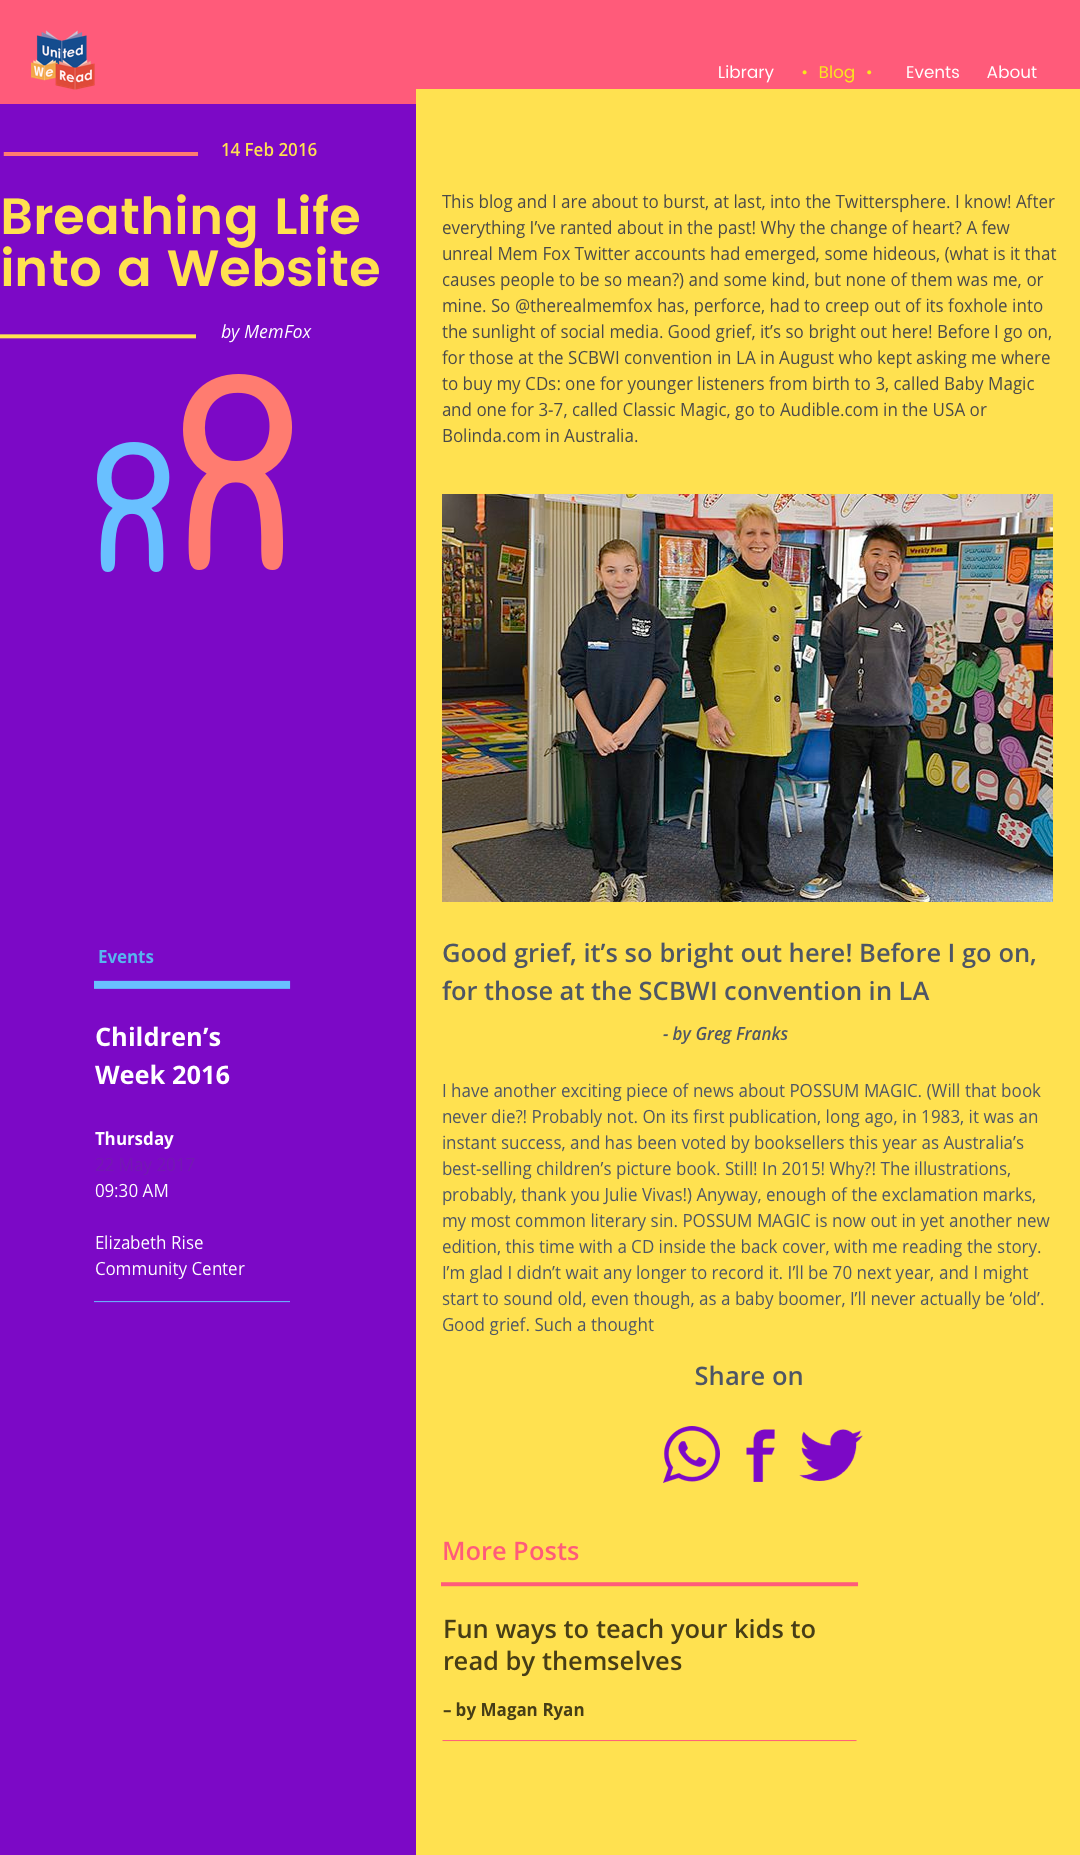 United
We Read
Library • Blog • Events About
14 Feb 2016
Breathing Life
into a Website
by MemFox
This blog and I are about to burst, at last, into the Twittersphere. I know! After
everything I’ve ranted about in the past! Why the change of heart? A few
unreal Mem Fox Twitter accounts had emerged, some hideous, (what is it that
causes people to be so mean?) and some kind, but none of them was me, or
mine. So @therealmemfox has, perforce, had to creep out of its foxhole into
the sunlight of social media. Good grief, it’s so bright out here! Before I go on,
for those at the SCBWI convention in LA in August who kept asking me where
to buy my CDs: one for younger listeners from birth to 3, called Baby Magic
and one for 3-7, called Classic Magic, go to Audible.com in the USA or
Bolinda.com in Australia.
Weekly Plan
Parent
Caregiver
Information
Board
Good grief, it’s so bright out here! Before I go on,
for those at the SCBWI convention in LA
- by Greg Franks
I have another exciting piece of news about POSSUM MAGIC. (Will that book
never die?! Probably not. On its first publication, long ago, in 1983, it was an
instant success, and has been voted by booksellers this year as Australia’s
best-selling children’s picture book. Still! In 2015! Why?! The illustrations,
probably, thank you Julie Vivas!) Anyway, enough of the exclamation marks,
my most common literary sin. POSSUM MAGIC is now out in yet another new
edition, this time with a CD inside the back cover, with me reading the story.
I’m glad I didn’t wait any longer to record it. I’ll be 70 next year, and I might
start to sound old, even though, as a baby boomer, I’ll never actually be ‘old’.
Good grief. Such a thought
Events
Children’s
Week 2016
Thursday
22 May 2017
09:30 AM
Elizabeth Rise
Community Center
Share on
More Posts
Fun ways to teach your kids to
read by themselves
– by Magan Ryan